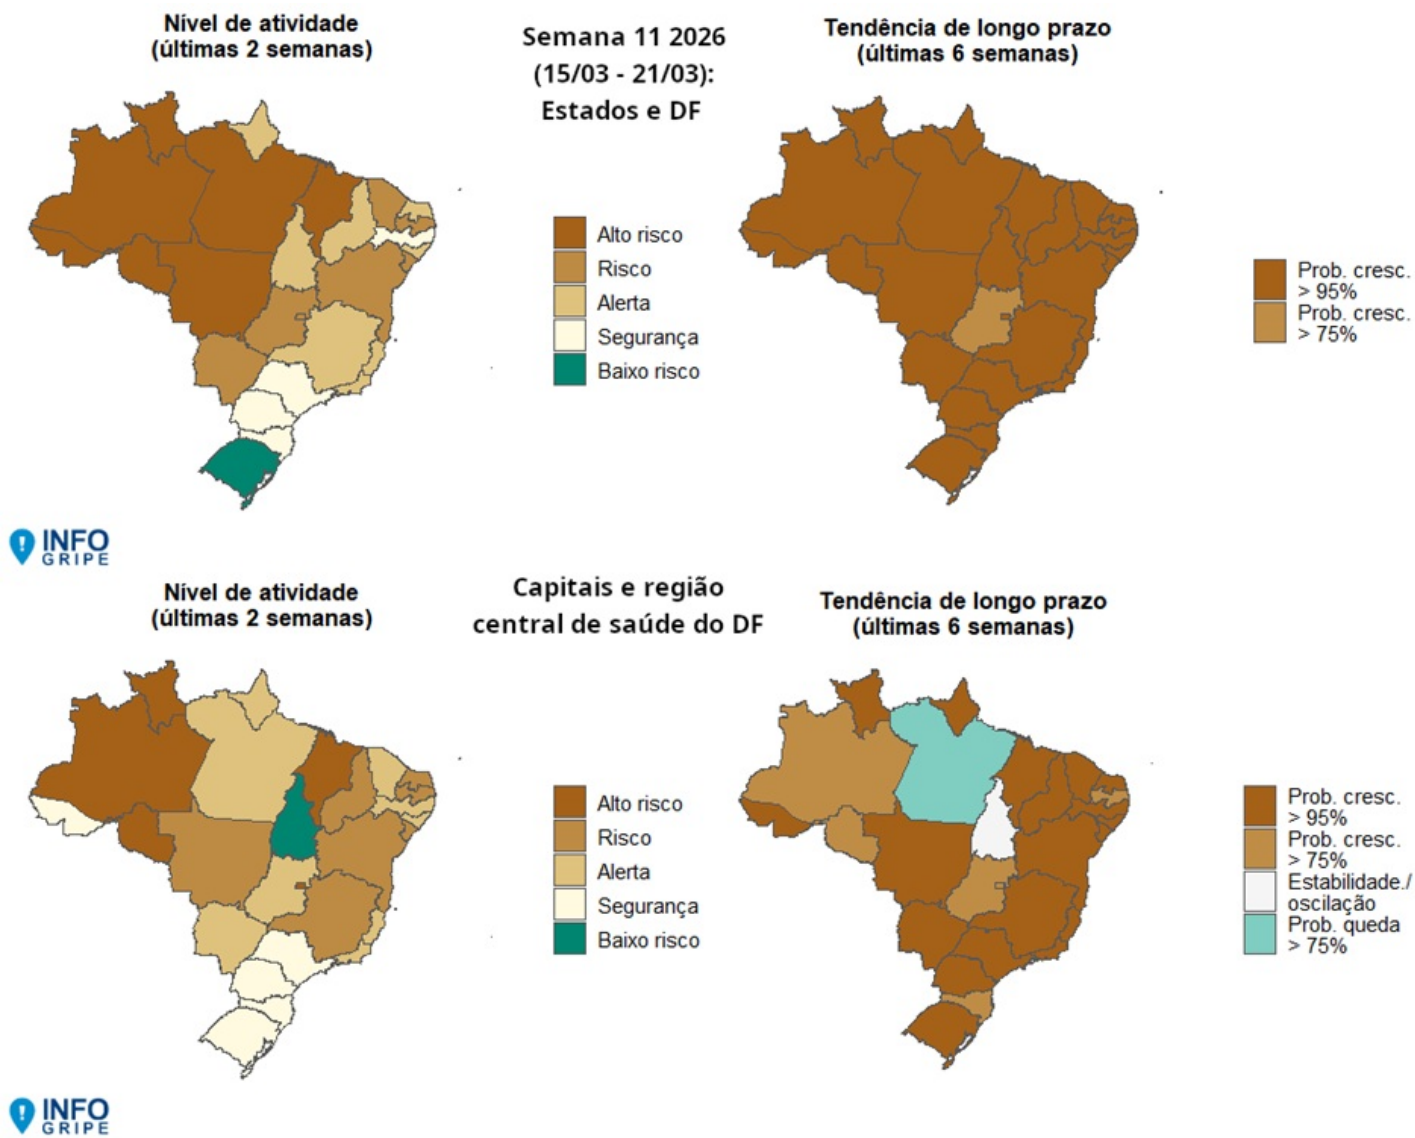 Nível de atividade
(últimas 2 semanas)
Semana 11 2026
(15/03 - 21/03):
Estados e DF
Tendência de longo prazo
(últimas 6 semanas)
Alto risco
Risco
Alerta
Segurança
Baixo risco
Prob. cresc.
> 95%
Prob. cresc.
> 75%
INFO
GRIPE
Nível de atividade
(últimas 2 semanas)
Capitais e região
central de saúde do DF
Tendência de longo prazo
(últimas 6 semanas)
Alto risco
Risco
Alerta
Segurança
Baixo risco
Prob. cresc.
> 95%
Prob. cresc.
> 75%
Estabilidade./
oscilação
Prob. queda
> 75%
INFO
GRIPE